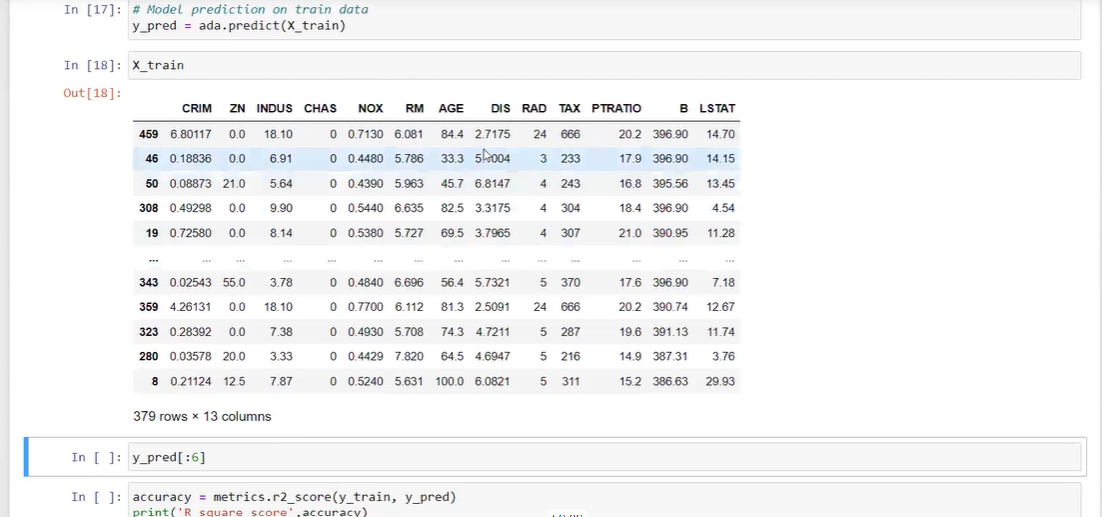 In [17]: # Model prediction on train data
y_pred = ada.predict(X_train)
In [18]: X_train
Out[18]:
CRIM ZN INDUS CHAS NOX RM AGE DIS RAD TAX PTRATIO B LSTAT
459 6.80117 0.0 18.10 0 0.7130 6.081 84.4 2.7175 24 666 20.2 396.90 14.70
46 0.18836 0.0 6.91 0 0.4480 5.786 33.3 3 233 17.9 396.90 14.15
50 0.08873 21.0 5.64 0 0.4390 5.963 45.7 6.8147 4 243 16.8 395.56 13.45
308 0.49298 0.0 9.90 0 0.5440 6.635 82.5 3.3175 4 304 18.4 396.90 4.54
19 0.72580 0.0 8.14 0 0.5380 5.727 69.5 3.7965 4 307 21.0 390.95 11.28
... ... ... ... ... ... ... ... ... ... ... ... ... ...
343 0.02543 55.0 3.78 0 0.4840 6.696 56.4 5.7321 5 370 17.6 396.90 7.18
359 4.26131 0.0 18.10 0 0.7700 6.112 81.3 2.5091 24 666 20.2 390.74 12.67
323 0.28392 0.0 7.38 0 0.4930 5.708 74.3 4.7211 5 287 19.6 391.13 11.74
280 0.03578 20.0 3.33 0 0.4429 7.820 64.5 4.6947 5 216 14.9 387.31 3.76
8 0.21124 12.5 7.87 0 0.5240 5.631 100.0 6.0821 5 311 15.2 386.63 29.93
379 rows × 13 columns
In [ ]: y_pred[:6]
In [ ]: accuracy = metrics.r2_score(y_train, y_pred)
print('R square score',accuracy)